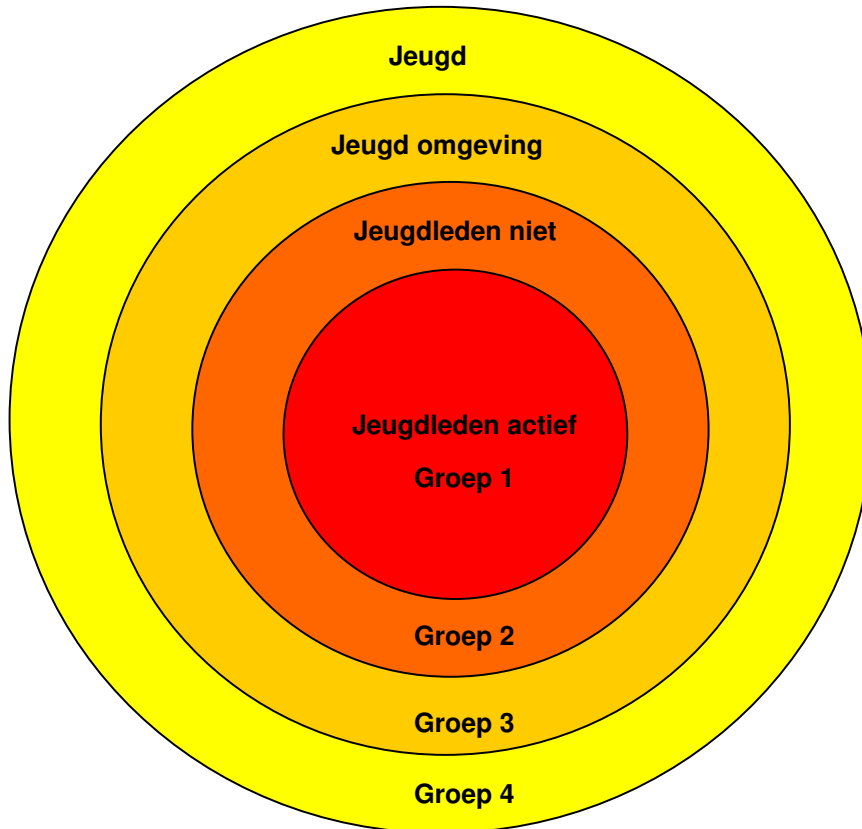 Jeugd
Jeugd omgeving
Jeugdleden niet
Jeugdleden actief
Groep 1
Groep 2
Groep 3
Groep 4